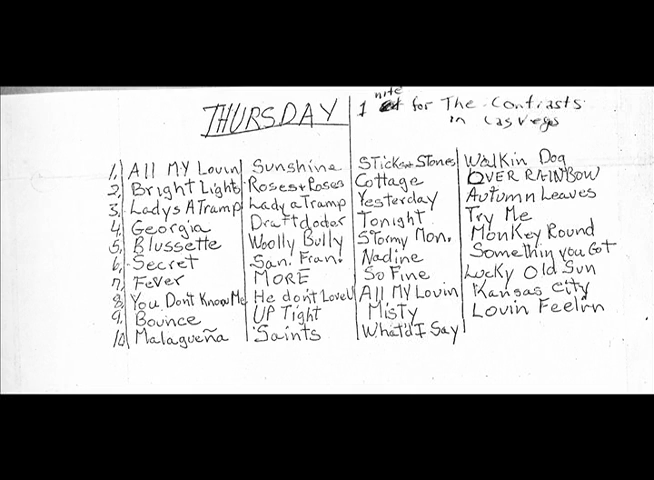 THURSDAY
1 nite for The Contrasts
in Las Vegas
1, All MY Lovin Sunshine Sticks + Stones Walkin Dog
2, Bright Lights Roses + Roses Cottage OVER RAINBOW
3, Ladys A Tramp Lady a Tramp Yesterday Autumn Leaves
4, Georgia Draft dodar Tonight Try Me
5, Blussette Woolly Bully Stormy Mon. Monkey Round
6, Secret San. Fran. Nadine Somethin you Got
7, FeVer MORE So Fine Lucky Old Sun
8, You Dont Know Me He don't Love U All MY Lovin Kansas City
9, Bounce UP Tight Misty Lovin Feelin
10, Malagueña Saints What'd I Say